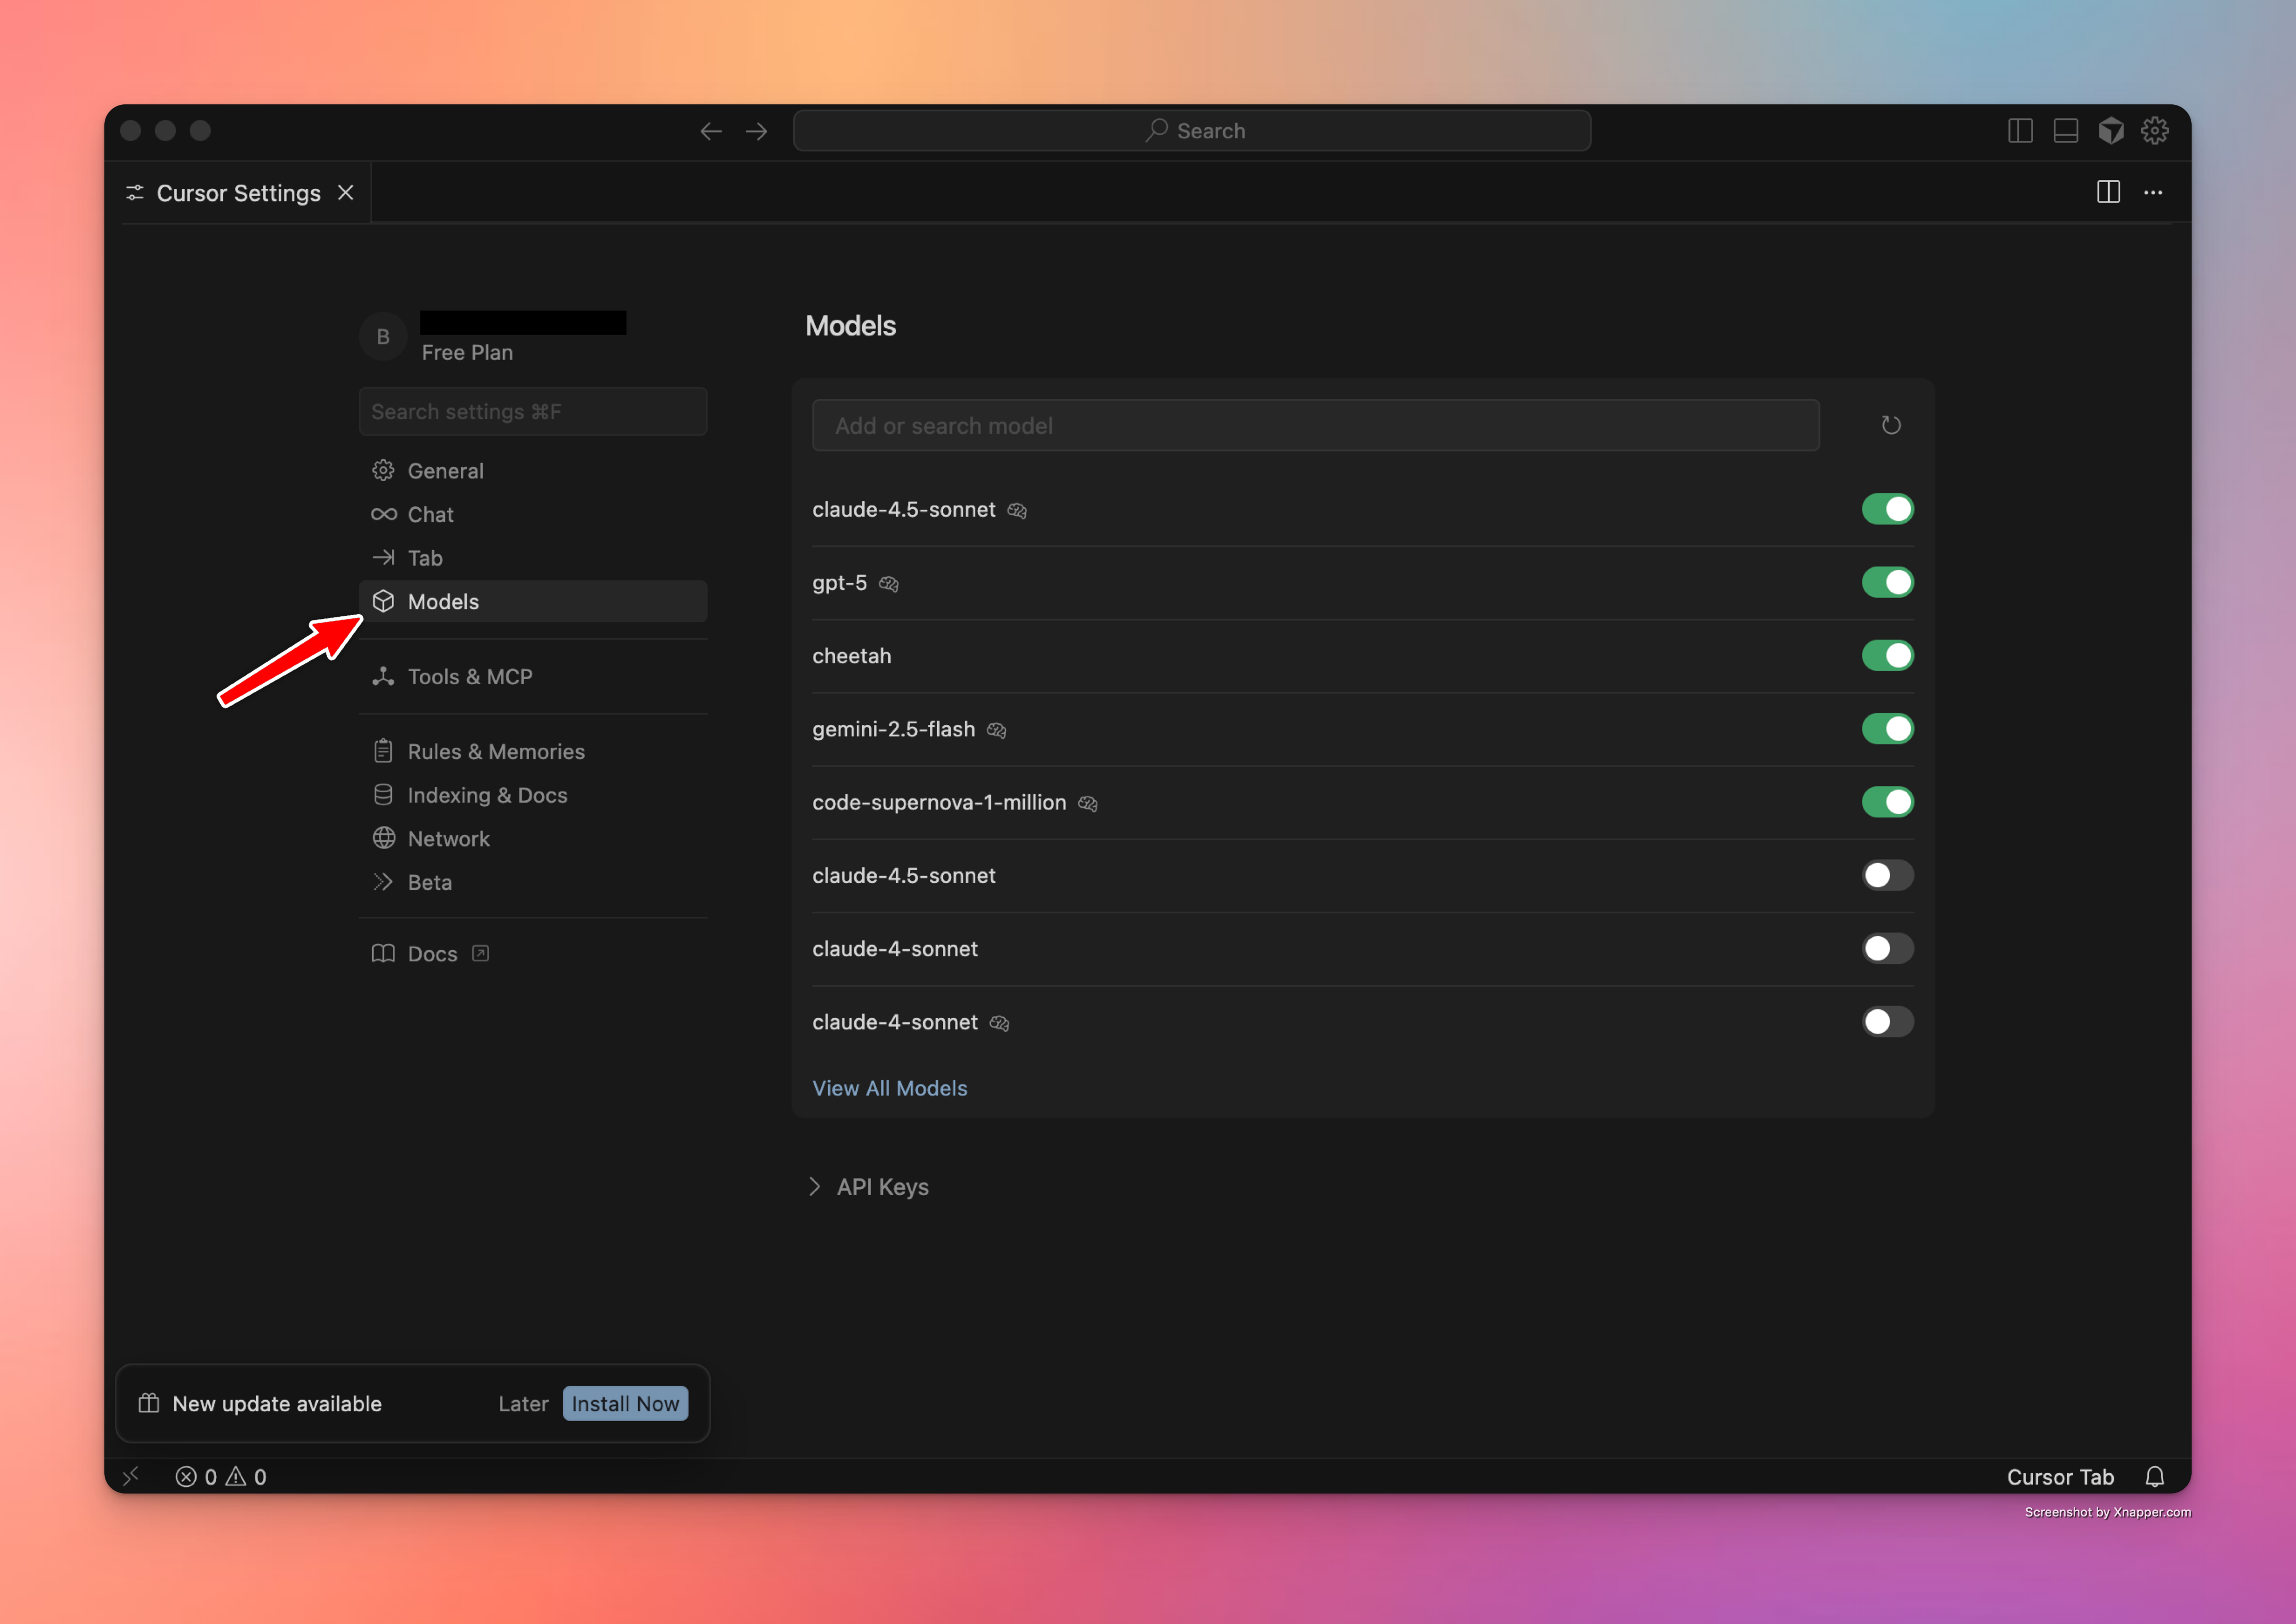 Search
Cursor Settings
B
Free Plan
Search settings ⌘F
General
Chat
Tab
Models
Tools & MCP
Rules & Memories
Indexing & Docs
Network
Beta
Docs
Models
Add or search model
claude-4.5-sonnet
gpt-5
cheetah
gemini-2.5-flash
code-supernova-1-million
claude-4.5-sonnet
claude-4-sonnet
claude-4-sonnet
View All Models
API Keys
New update available Later Install Now
0 0 Cursor Tab
Screenshot by Xnapper.com